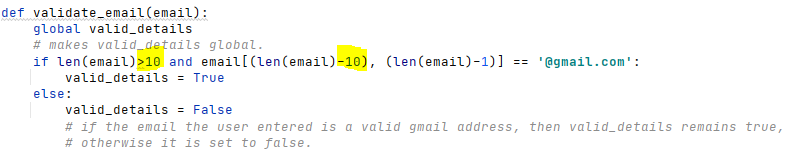 def validate_email(email):
    global valid_details
    # makes valid_details global.
    if len(email)>10 and email[(len(email)-10), (len(email)-1)] == '@gmail.com':
        valid_details = True
    else:
        valid_details = False
        # if the email the user entered is a valid gmail address, then valid_details remains true,
        # otherwise it is set to false.